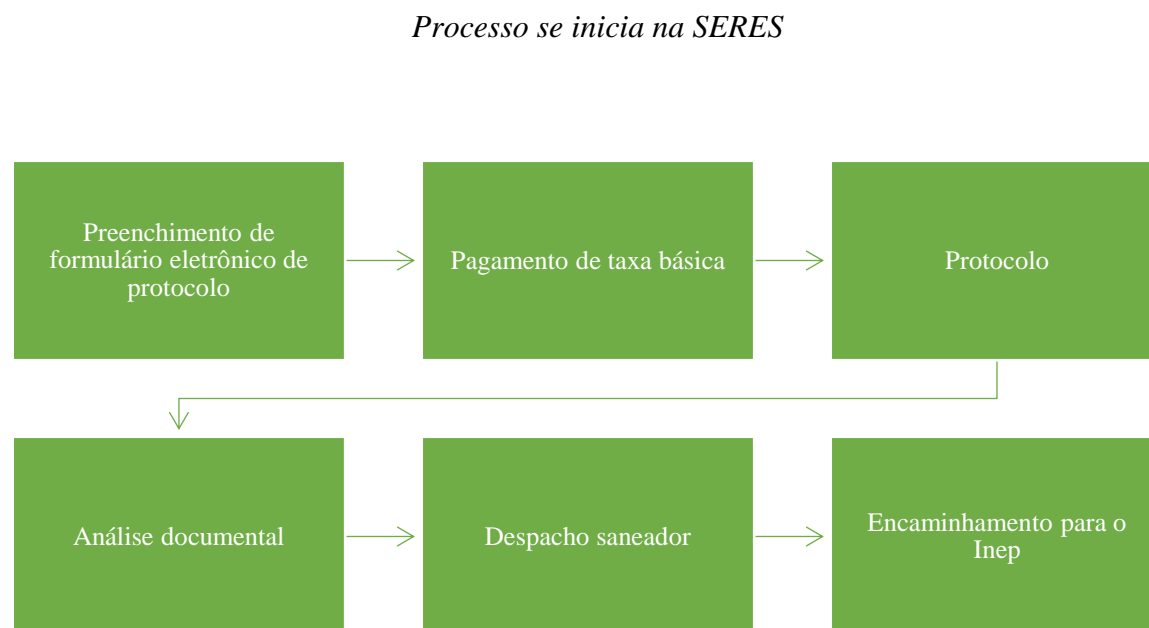 Processo se inicia na SERES
Preenchimento de
formulário eletrônico de
protocolo
Pagamento de taxa básica
Protocolo
Análise documental
Despacho saneador
Encaminhamento para o
Inep